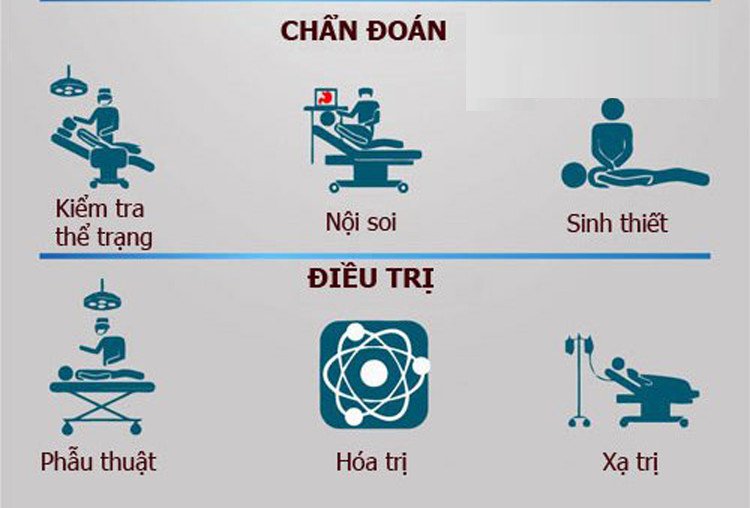 CHẨN ĐOÁN
Kiểm tra
thể trạng
Nội soi
Sinh thiết
ĐIỀU TRỊ
Phẫu thuật
Hóa trị
Xạ trị